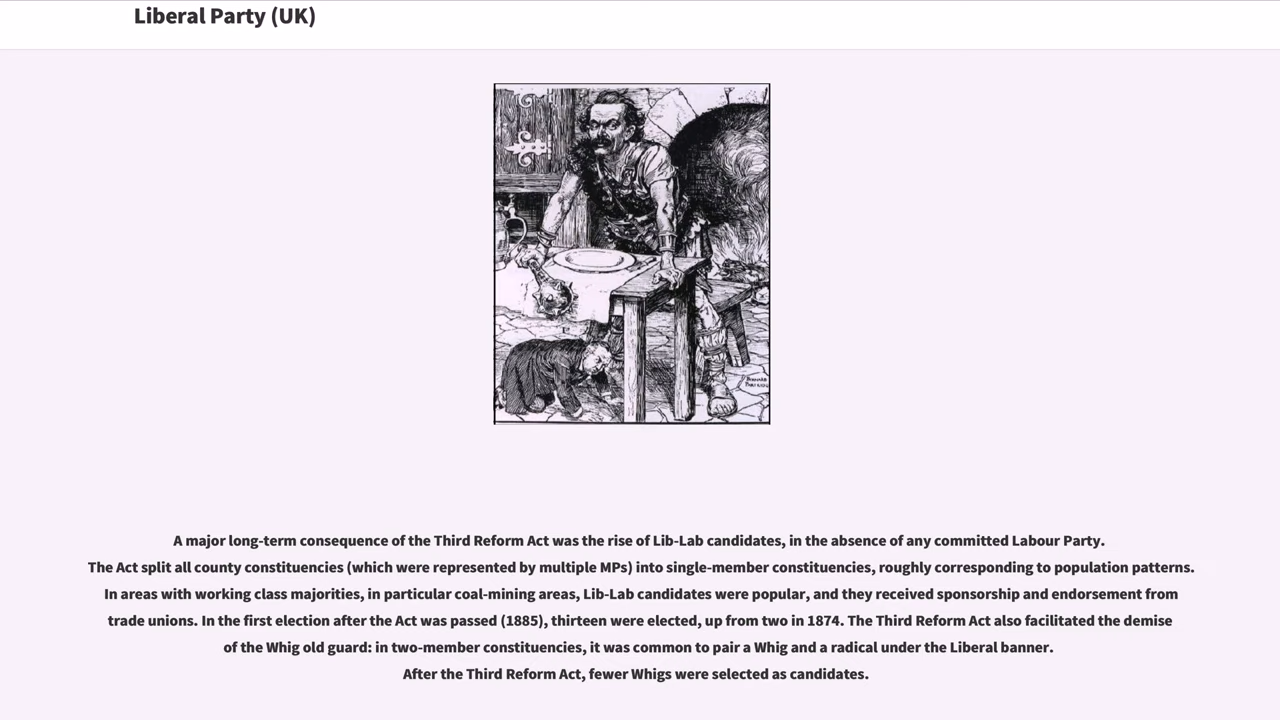 Liberal Party (UK)
BERNARD
PARTRIDGE
A major long-term consequence of the Third Reform Act was the rise of Lib-Lab candidates, in the absence of any committed Labour Party.
The Act split all county constituencies (which were represented by multiple MPs) into single-member constituencies, roughly corresponding to population patterns.
In areas with working class majorities, in particular coal-mining areas, Lib-Lab candidates were popular, and they received sponsorship and endorsement from
trade unions. In the first election after the Act was passed (1885), thirteen were elected, up from two in 1874. The Third Reform Act also facilitated the demise
of the Whig old guard: in two-member constituencies, it was common to pair a Whig and a radical under the Liberal banner.
After the Third Reform Act, fewer Whigs were selected as candidates.